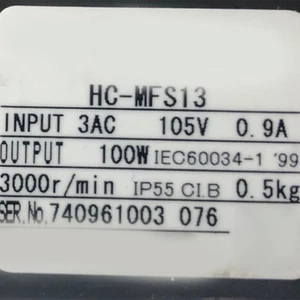 HC-MFS13
INPUT 3AC 105V 0.9A
OUTPUT 100W IEC60034-1 '99
3000r/min IP55 CI.B 0.5kg
SER.No. 740961003 076